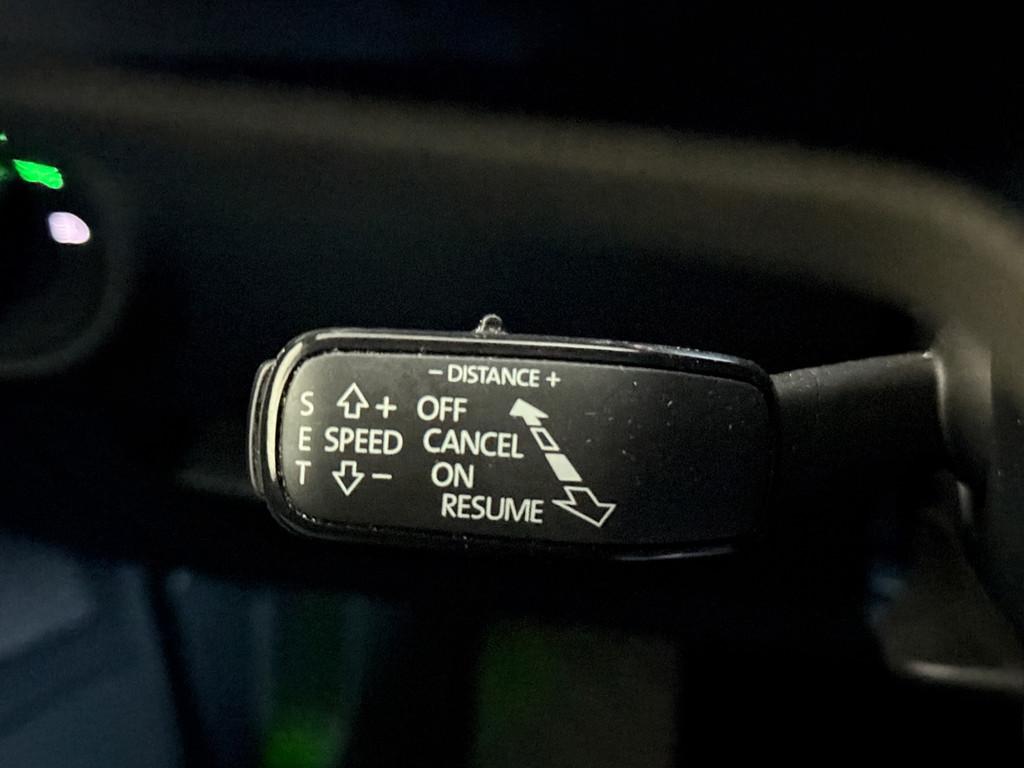 − DISTANCE +
S + OFF
E SPEED CANCEL
T − ON
RESUME